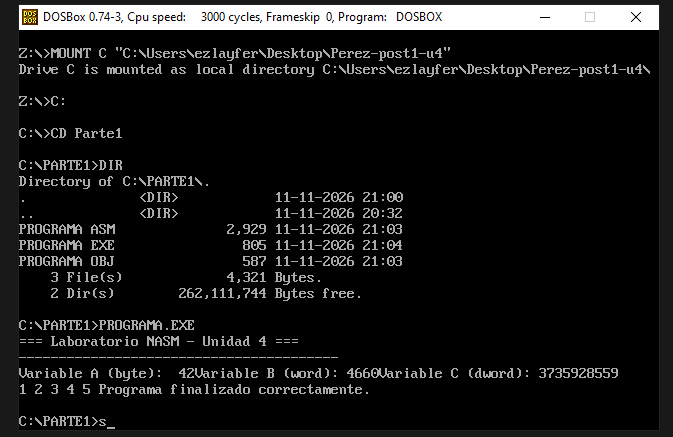 DOS
BOX
DOSBox 0.74-3, Cpu speed: 3000 cycles, Frameskip 0, Program: DOSBOX
Z:\>MOUNT C "C:\Users\ezlayfer\Desktop\Perez-post1-u4"
Drive C is mounted as local directory C:\Users\ezlayfer\Desktop\Perez-post1-u4\
Z:\>C:
C:\>CD Parte1
C:\PARTE1>DIR
Directory of C:\PARTE1\.
. <DIR> 11-11-2026 21:00
.. <DIR> 11-11-2026 20:32
PROGRAMA ASM 2,929 11-11-2026 21:03
PROGRAMA EXE 805 11-11-2026 21:04
PROGRAMA OBJ 587 11-11-2026 21:03
3 File(s) 4,321 Bytes.
2 Dir(s) 262,111,744 Bytes free.
C:\PARTE1>PROGRAMA.EXE
=== Laboratorio NASM - Unidad 4 ===
----------------------------------------
Variable A (byte): 42Variable B (word): 4660Variable C (dword): 3735928559
1 2 3 4 5 Programa finalizado correctamente.
C:\PARTE1>s_